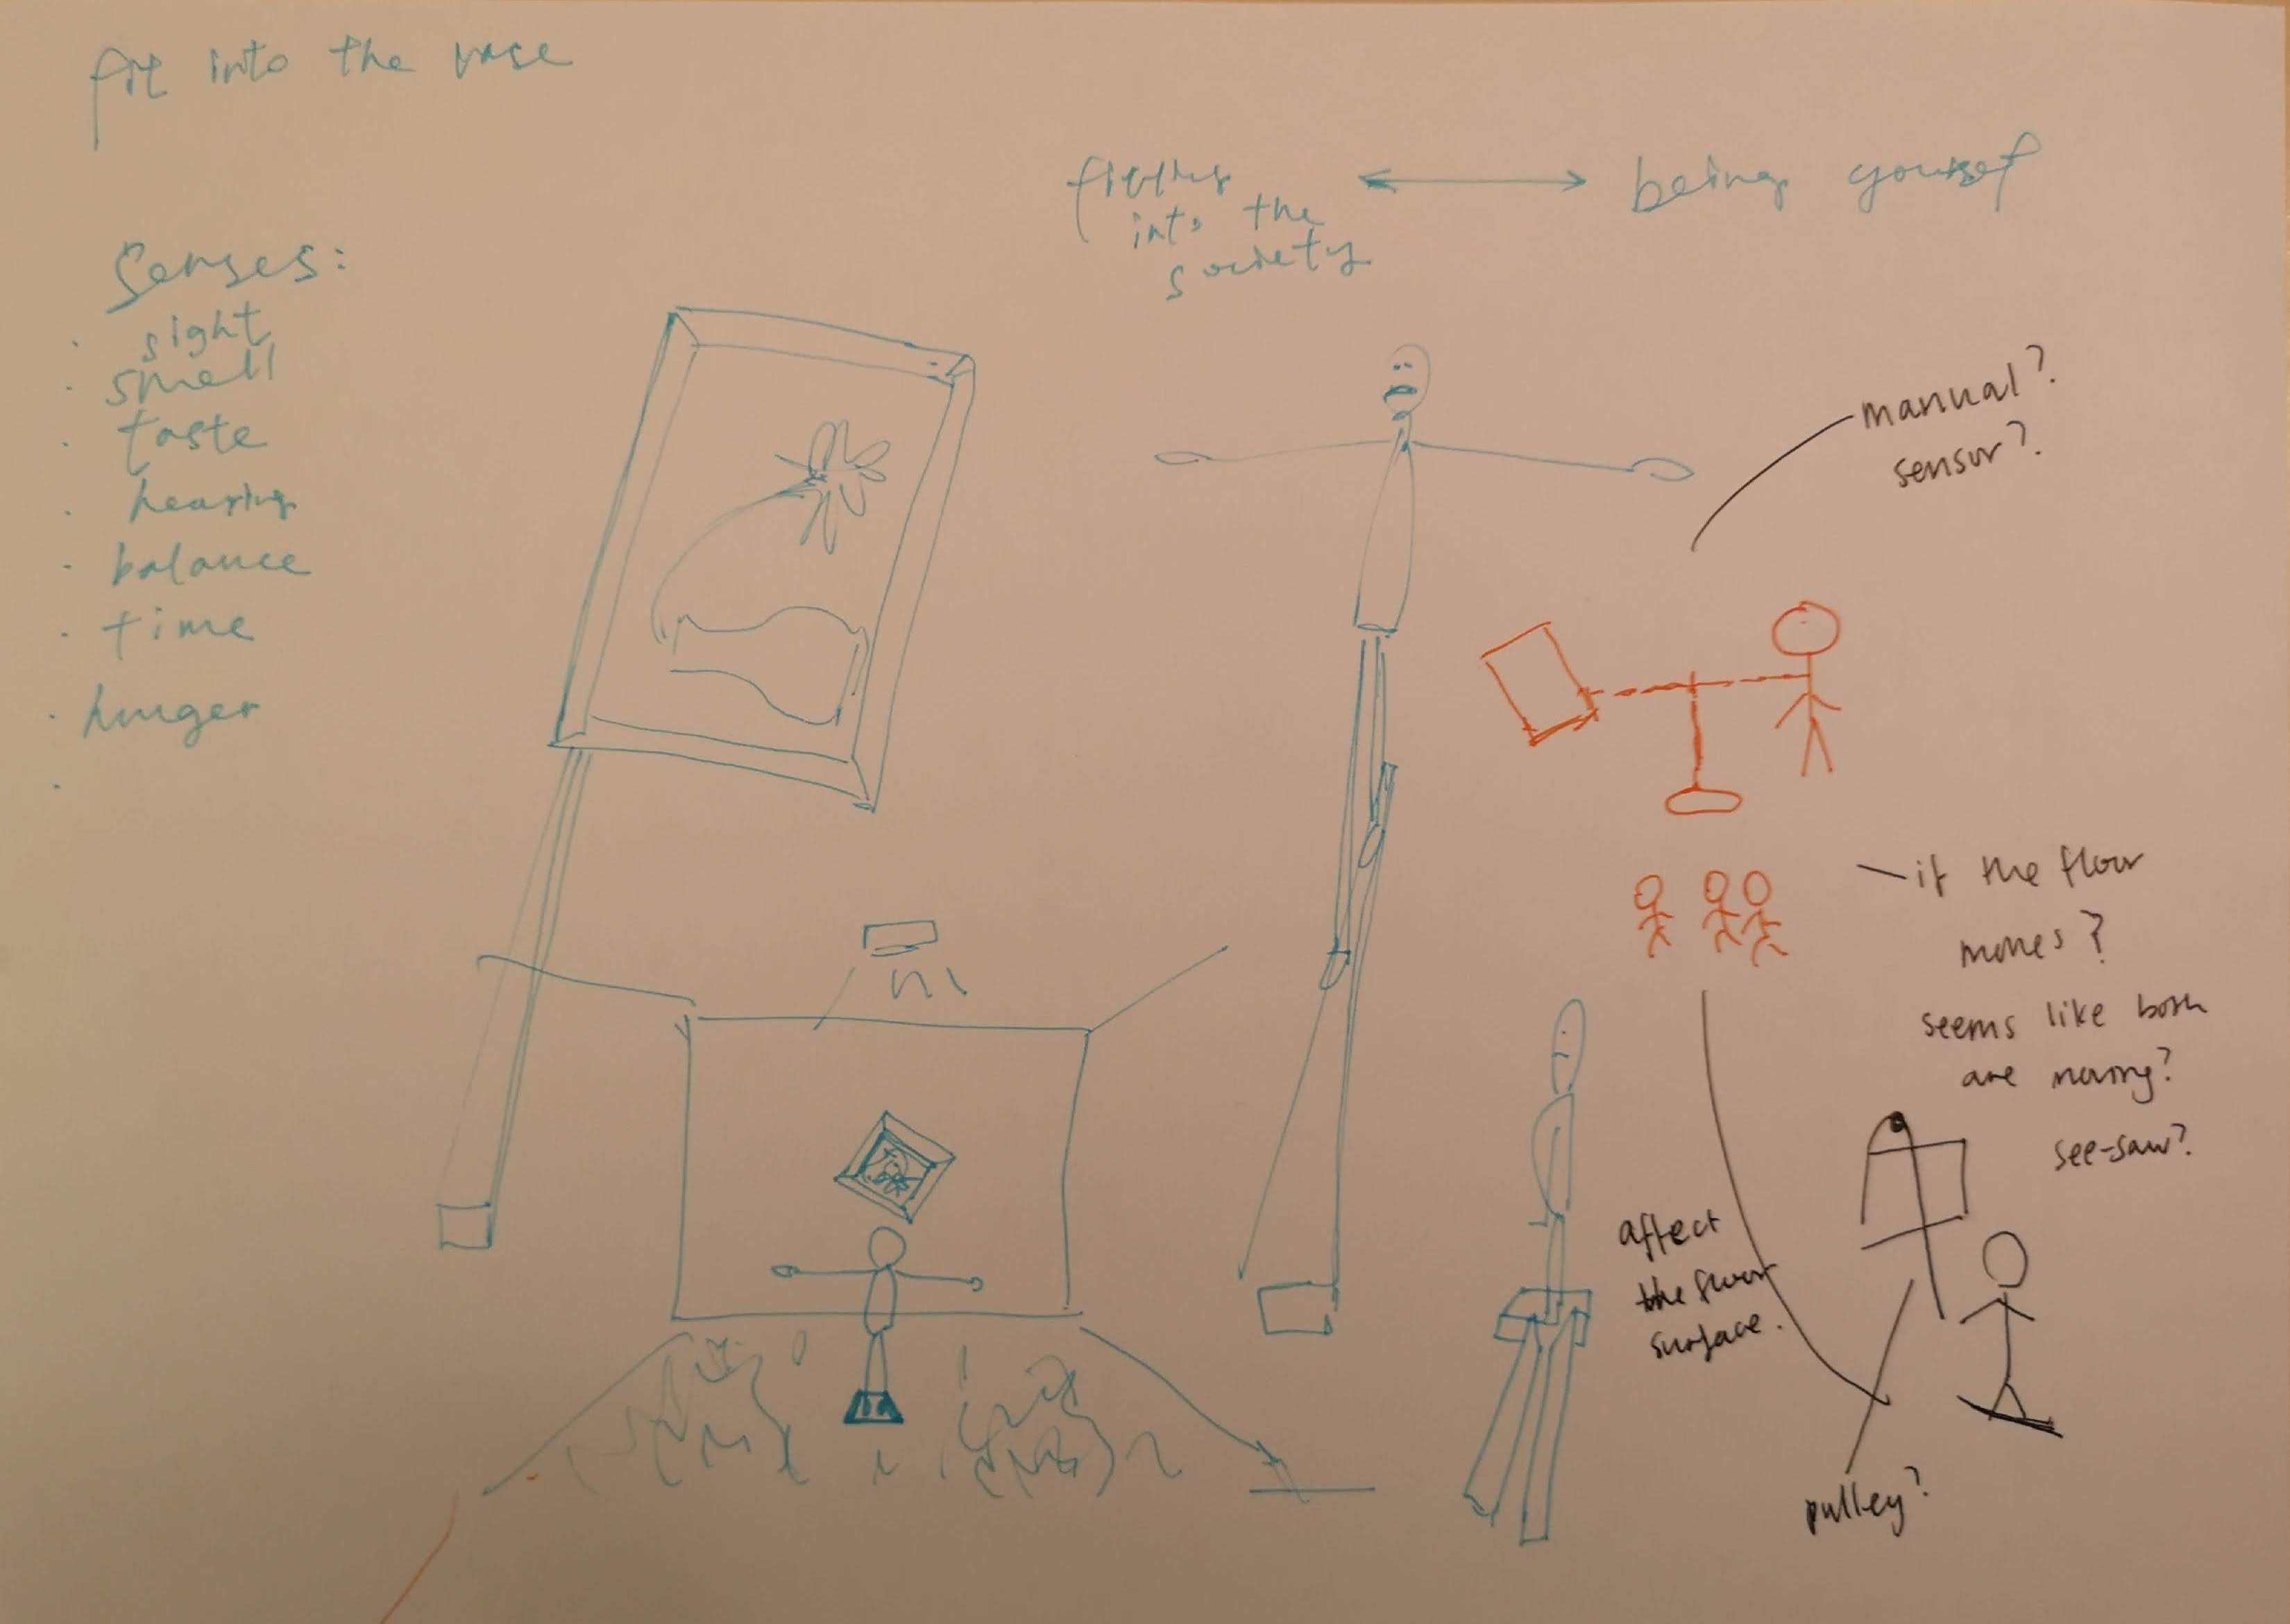 fit into the vase
fitting
into the
society
being yourself
Senses:
· sight
· smell
· taste
· hearing
· balance
· time
· hunger
·
manual?
sensor?
— if the floor
moves?
seems like both
are moving?
see-saw?
affect
the floor
surface.
pulley?